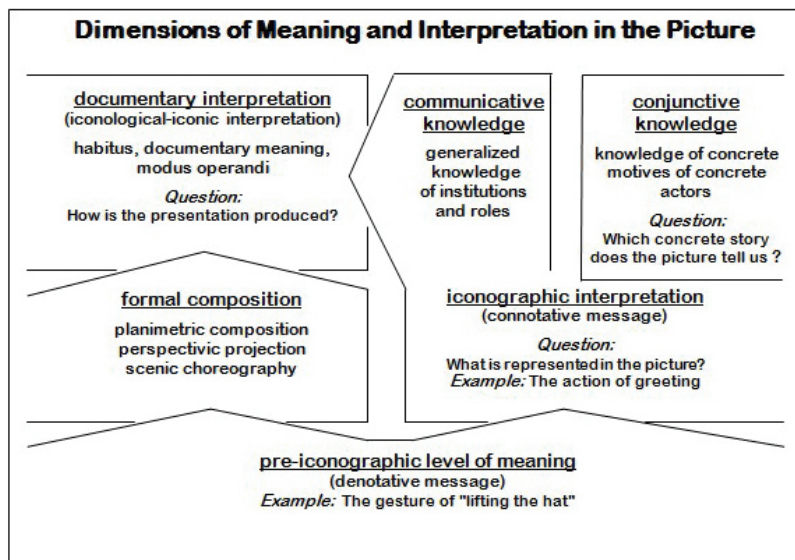 Dimensions of Meaning and Interpretation in the Picture
documentary interpretation
(iconological-iconic interpretation)
habitus, documentary meaning,
modus operandi
Question:
How is the presentation produced?
communicative
knowledge
generalized
knowledge
of institutions
and roles
conjunctive
knowledge
knowledge of concrete
motives of concrete
actors
Question:
Which concrete story
does the picture tell us ?
formal composition
planimetric composition
perspectivic projection
scenic choreography
iconographic interpretation
(connotative message)
Question:
What is represented in the picture?
Example: The action of greeting
pre-iconographic level of meaning
(denotative message)
Example: The gesture of "lifting the hat"